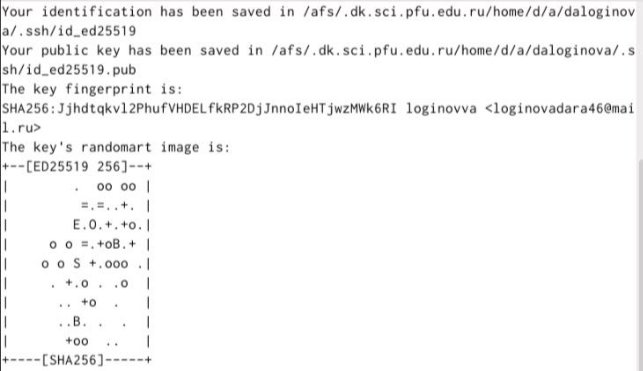 Your identification has been saved in /afs/.dk.sci.pfu.edu.ru/home/d/a/daloginov
a/.ssh/id_ed25519
Your public key has been saved in /afs/.dk.sci.pfu.edu.ru/home/d/a/daloginova/.s
sh/id_ed25519.pub
The key fingerprint is:
SHA256:Jjhdtqkvl2PhufVHDELfkRP2DjJnnoIeHTjwzMWk6RI loginovva <loginovadara46@mai
l.ru>
The key's randomart image is:
+--[ED25519 256]--+
|        .  oo oo |
|         =.=..+. |
|        E.O.+.+o.|
|     o o =.+oB.+ |
|    o o S +.ooo .|
|     . +.o . .o  |
|      .. +o  .   |
|      ..B. .  .  |
|       +oo  ..   |
+----[SHA256]-----+